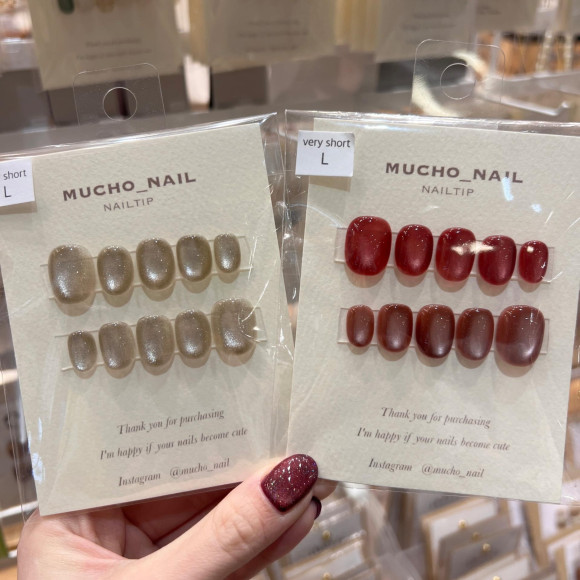 short
L
MUCHO_NAIL
NAILTIP
Thank you for purchasing
I'm happy if your nails become cute
Instagram @mucho_nail
very short
L
MUCHO_NAIL
NAILTIP
Thank you for purchasing
I'm happy if your nails become cute
Instagram @mucho_nail